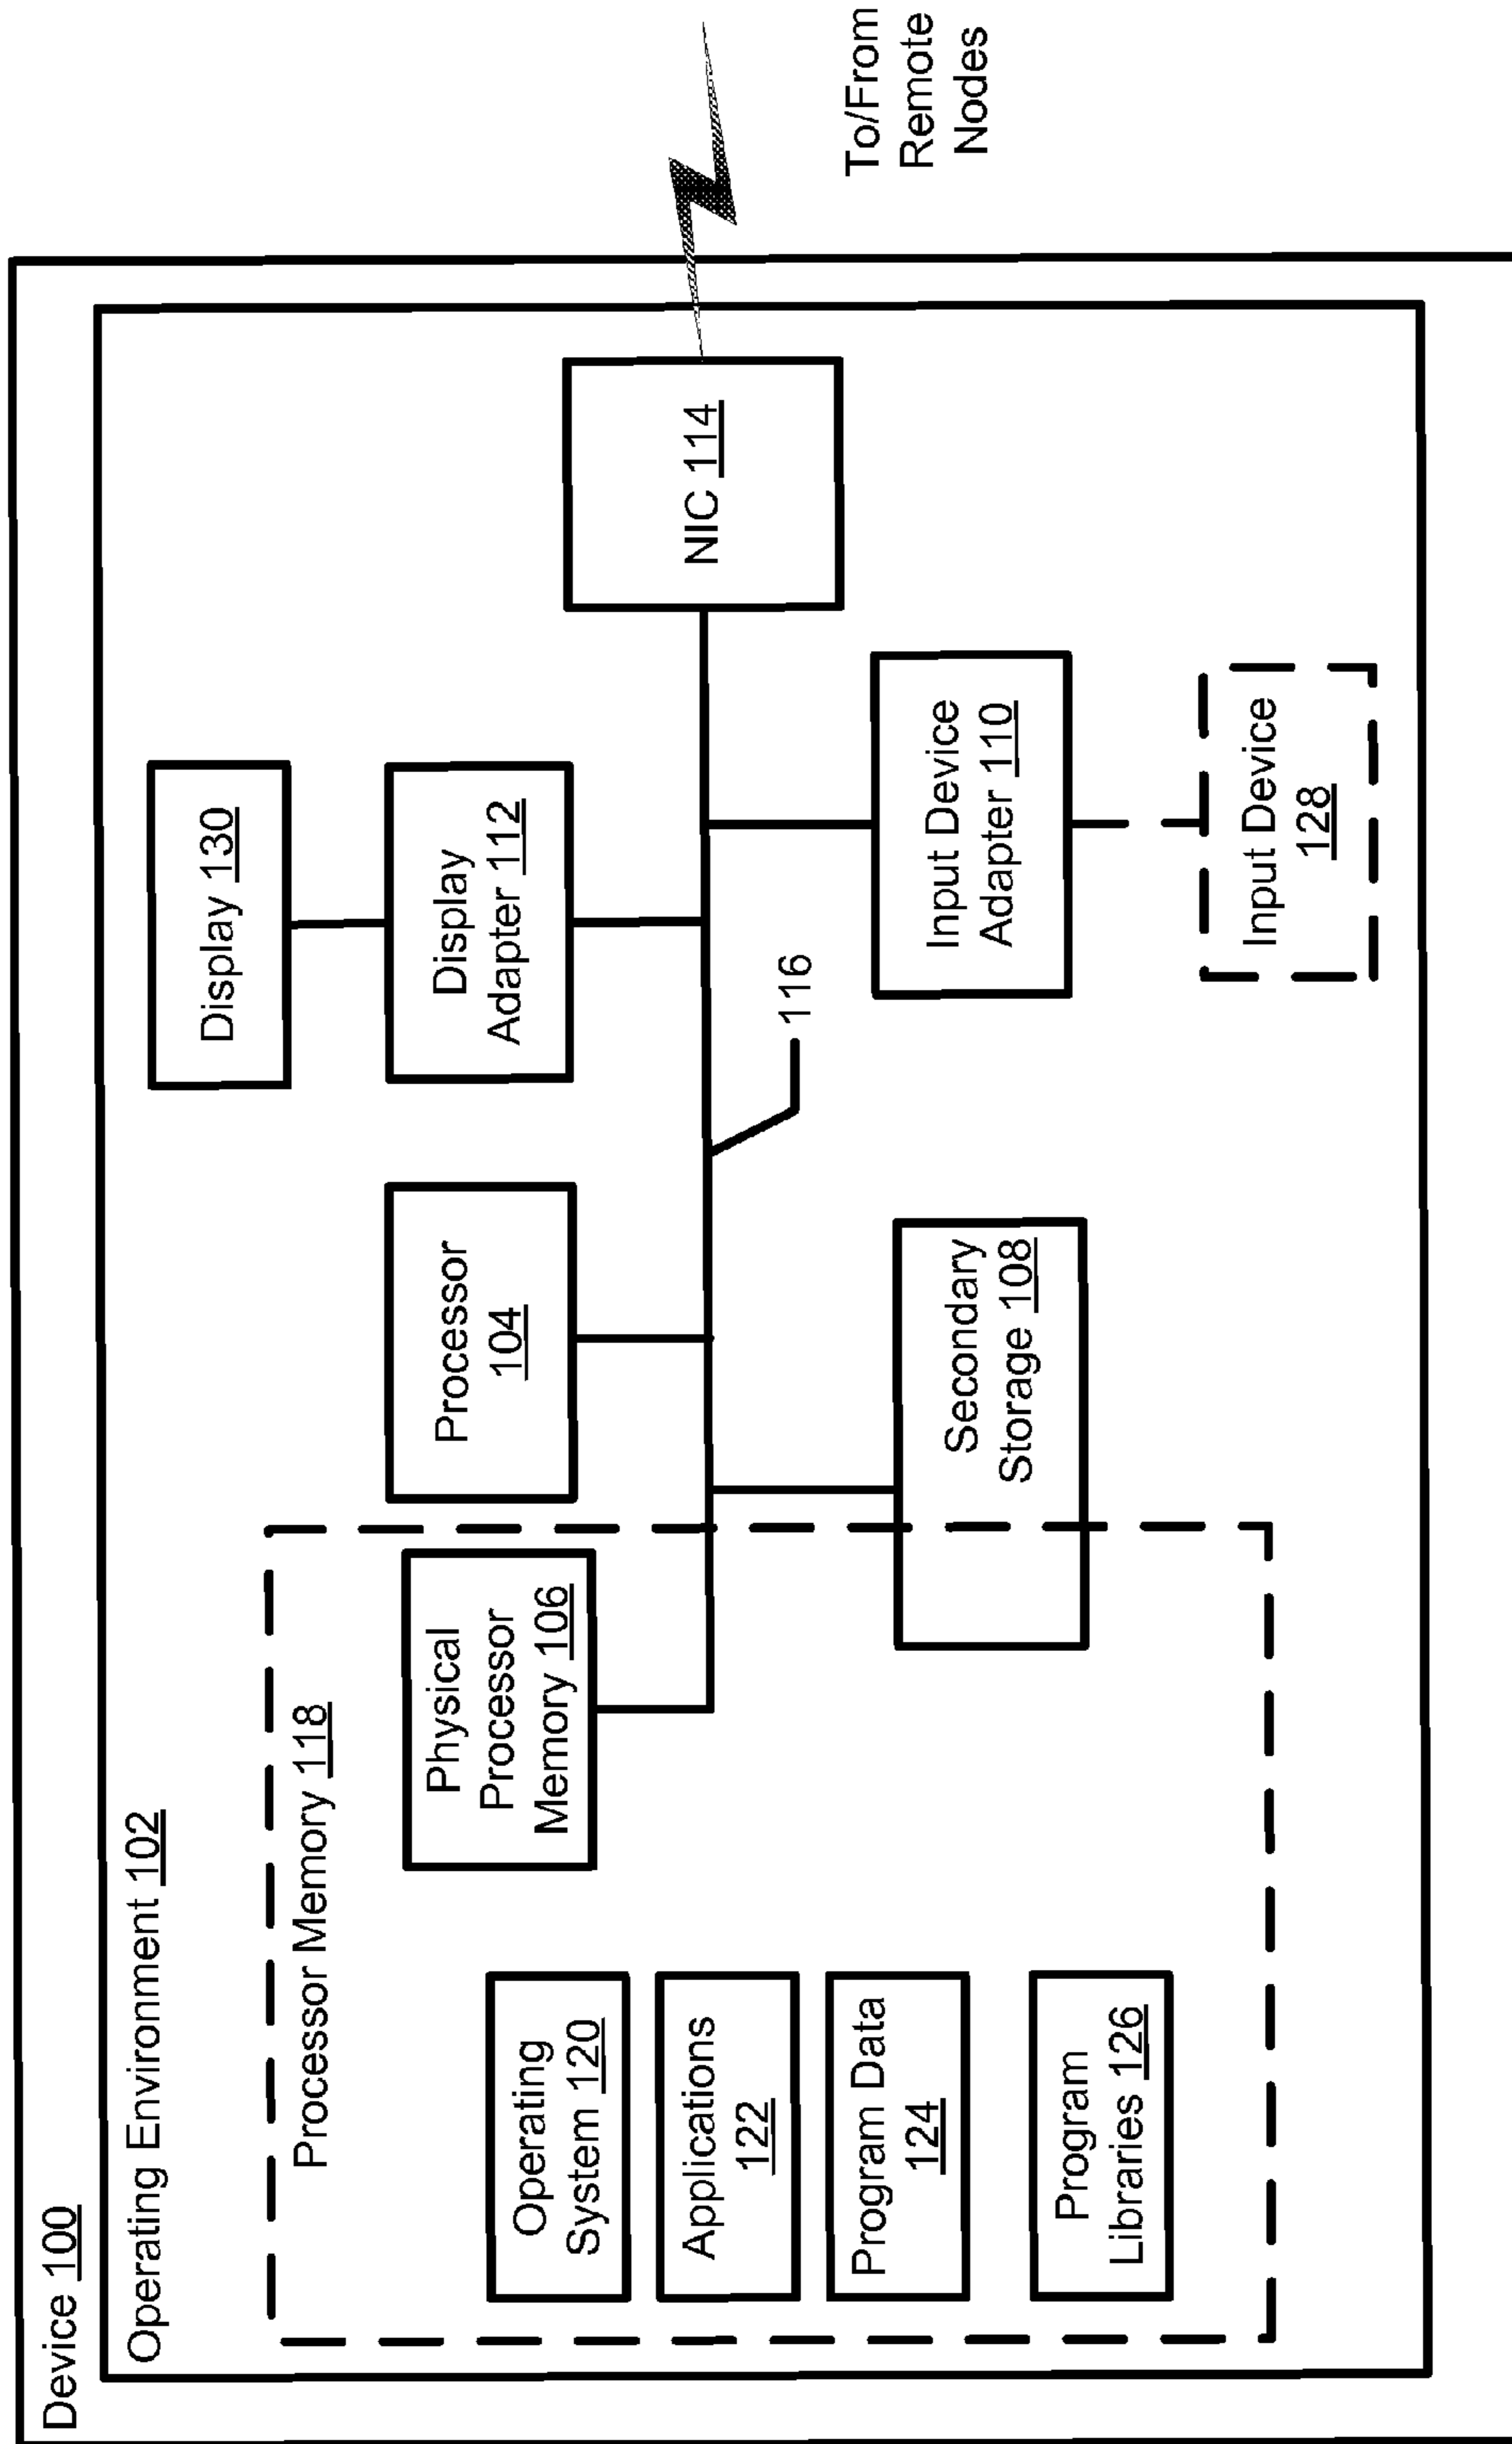 Device 100
Operating Environment 102
Processor Memory 118
Operating
System 120
Applications
122
Program Data
124
Program
Libraries 126
Physical
Processor
Memory 106
Processor
104
Secondary
Storage 108
116
Display 130
Display
Adapter 112
Input Device
Adapter 110
Input Device
128
NIC 114
To/From
Remote
Nodes